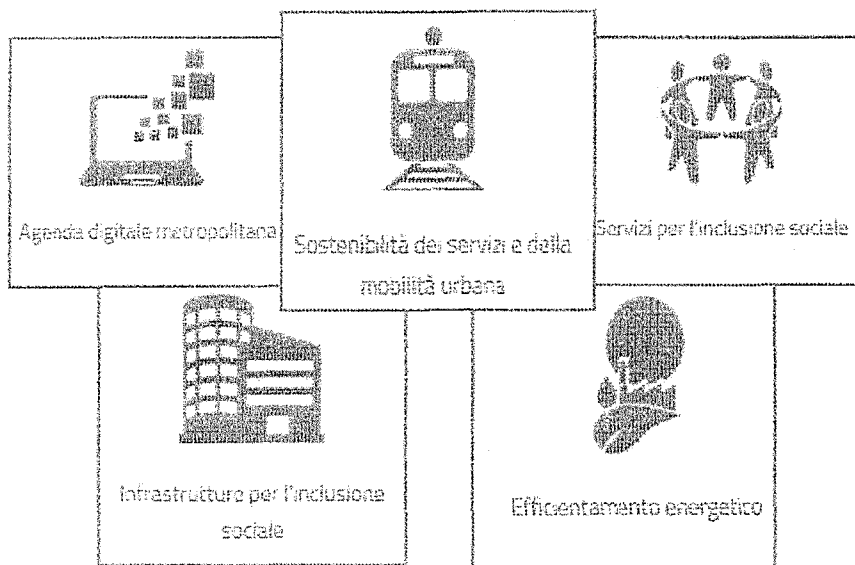 Agenda digitale metropolitana
Sostenibilità dei servizi e della
mobilità urbana
Servizi per l'inclusione sociale
Infrastrutture per l'inclusione
sociale
Efficientamento energetico